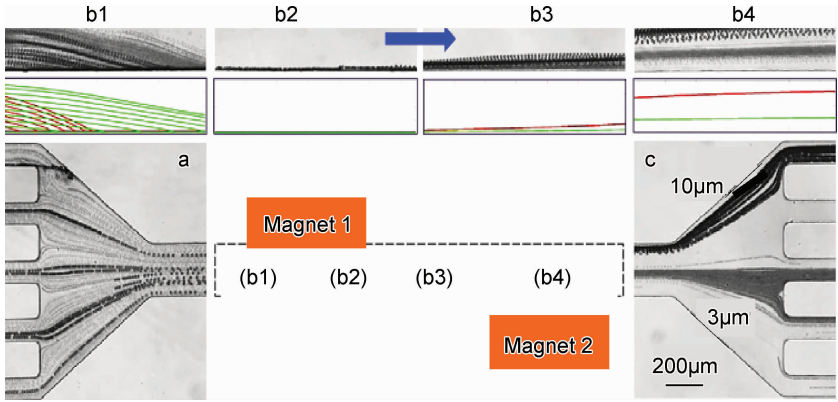 b1
b2
b3
b4
a
c
10μm
Magnet 1
(b1)
(b2)
(b3)
(b4)
3μm
Magnet 2
200μm